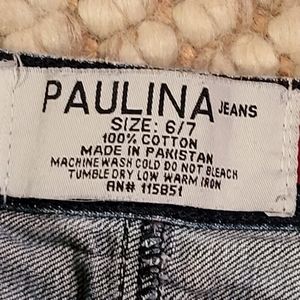 PAULINA JEANS
SIZE: 6/7
100% COTTON
MADE IN PAKISTAN
MACHINE WASH COLD DO NOT BLEACH
TUMBLE DRY LOW WARM IRON
RN# 115851